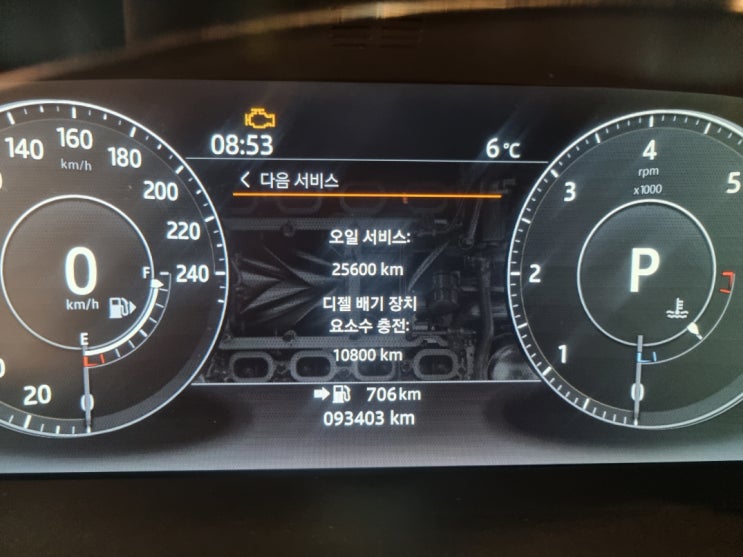 08:53
6 °C
다음 서비스
오일 서비스:
25600 km
디젤 배기 장치
요소수 충전:
10800 km
706 km
093403 km
20
140
160
180
200
220
240
km/h
0
km/h
F
E
0
0
1
2
3
4
5
rpm
x1000
P